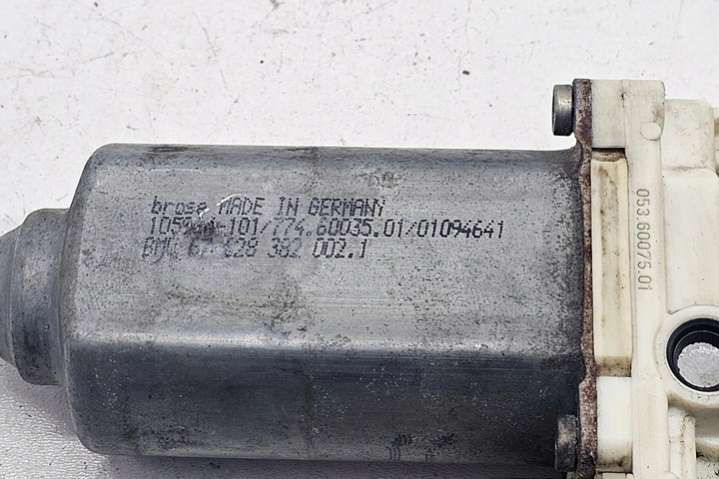 brose MADE IN GERMANY
101/774.60035.01/01094641
BMW 67 628 382 002.1
053.60075.01